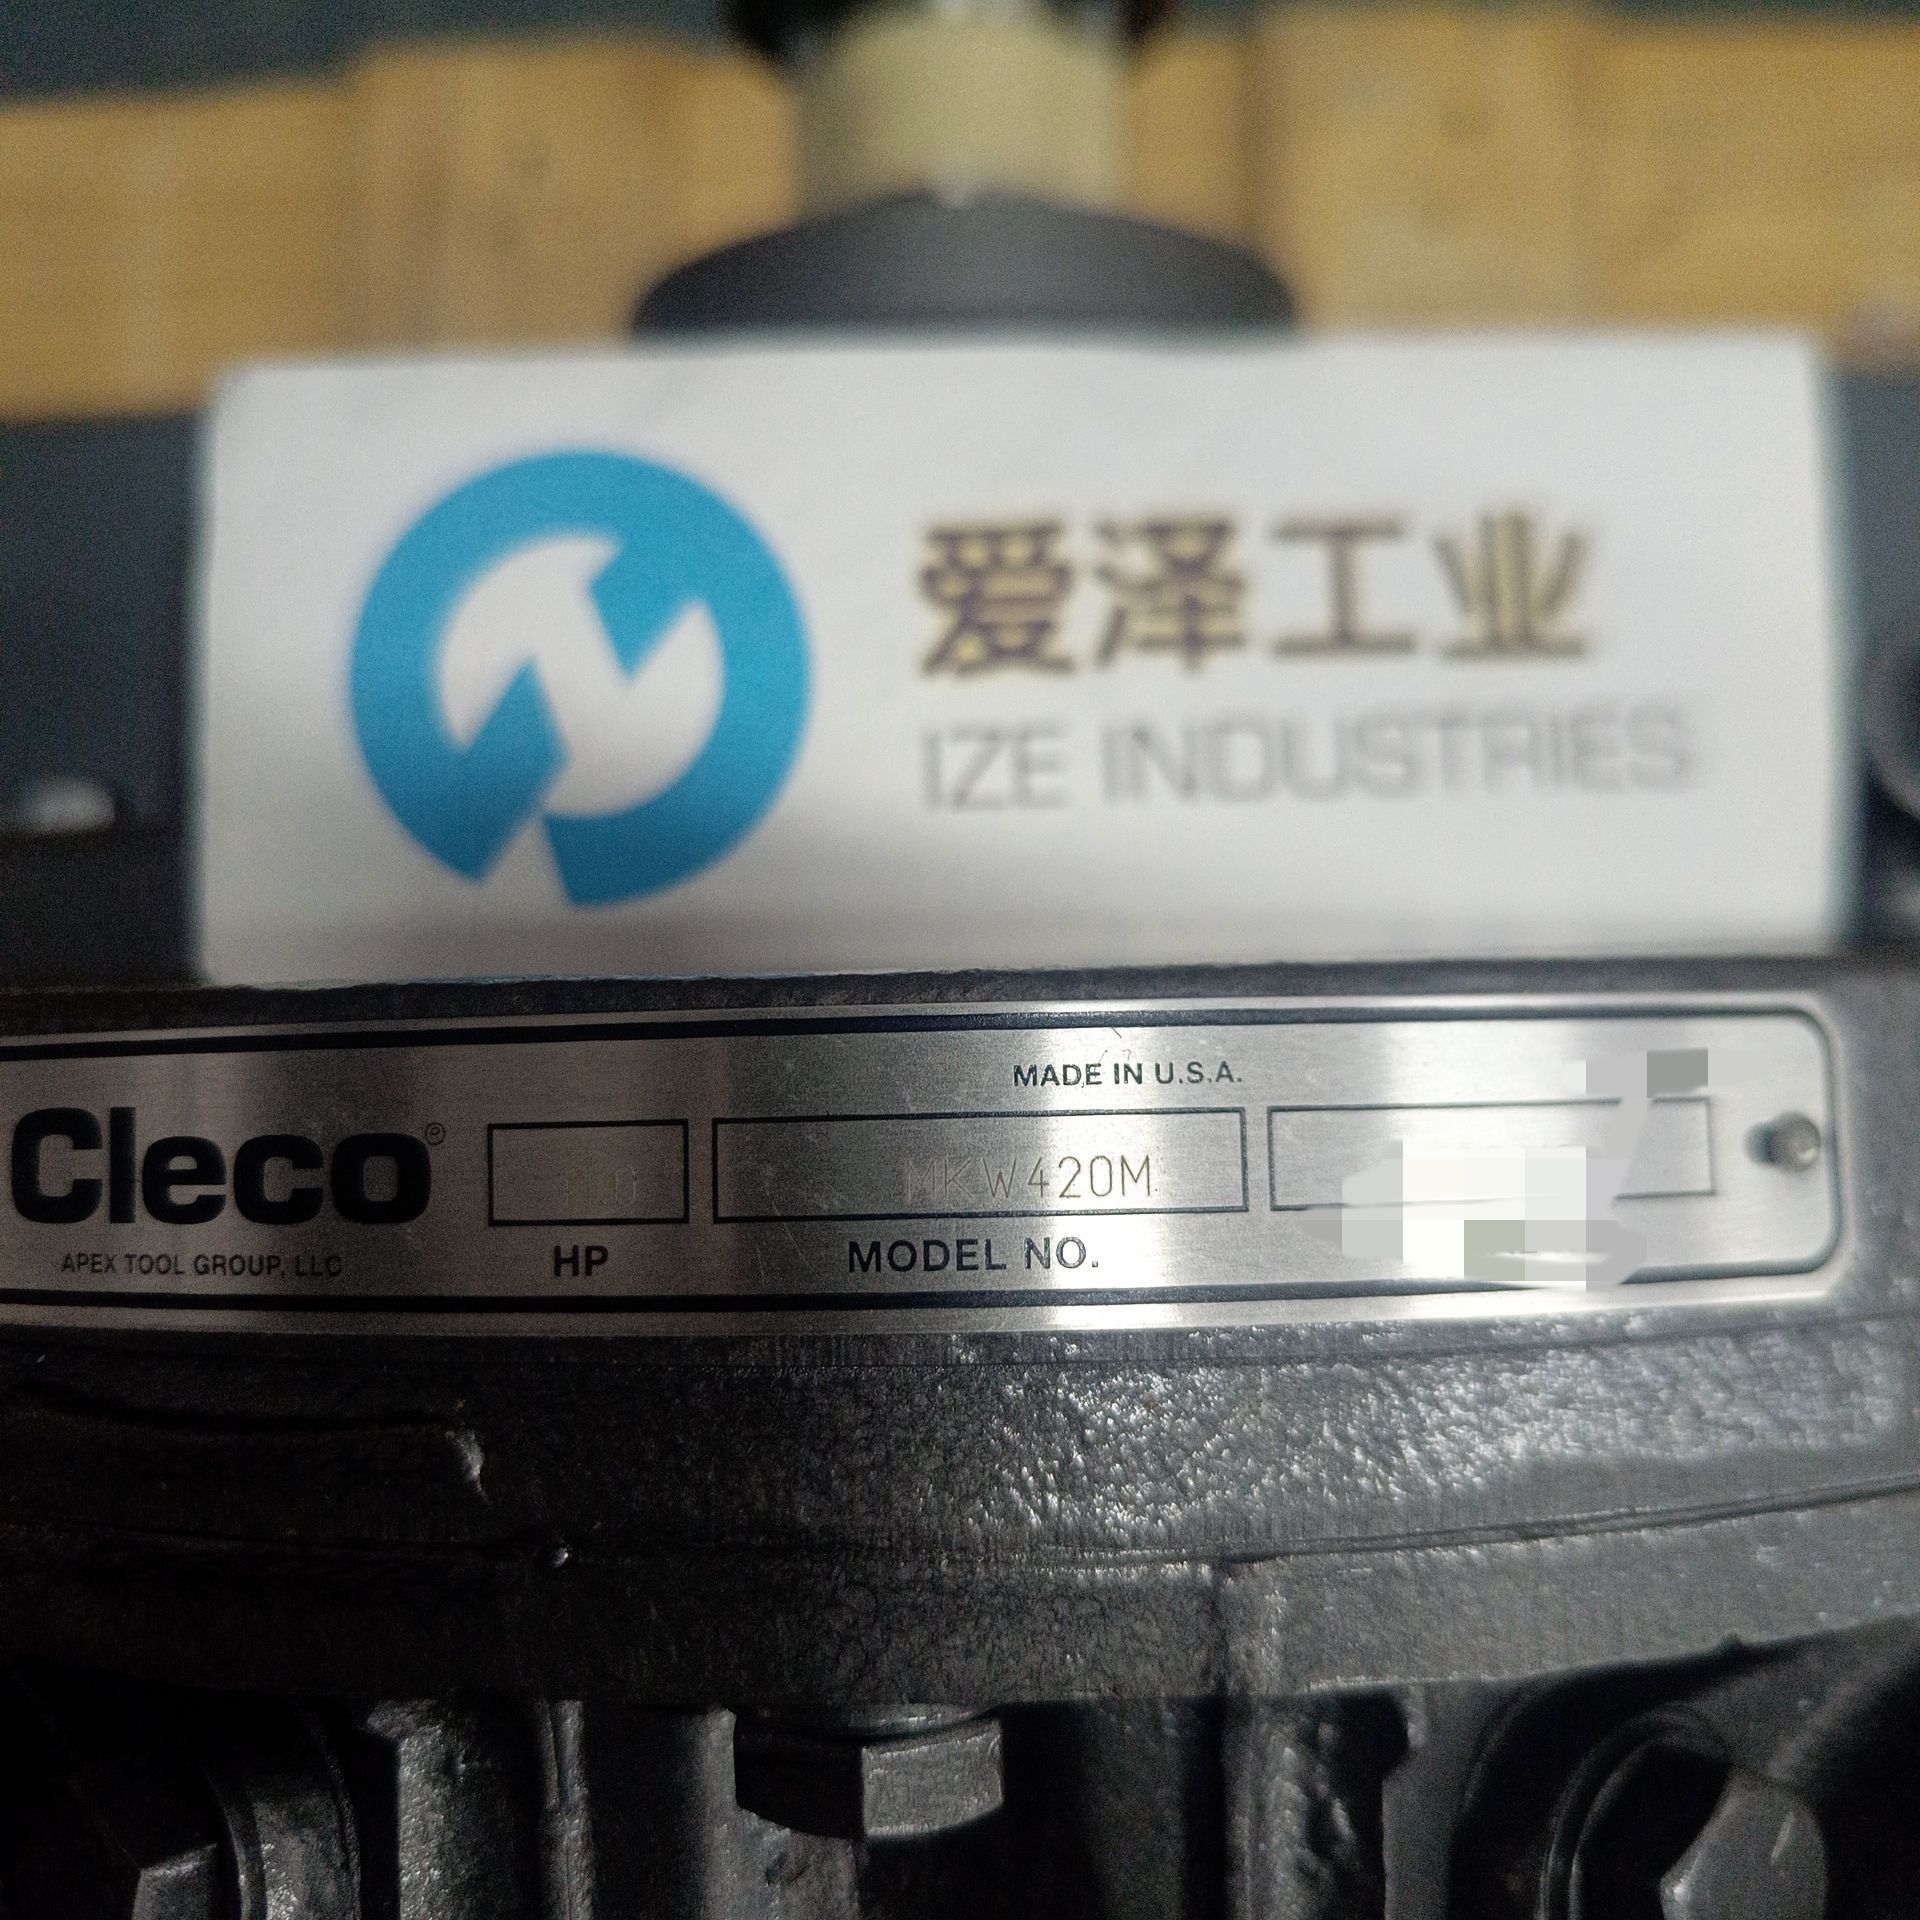 爱泽工业
IZE INDUSTRIES
MADE IN U.S.A.
Cleco®
MKW420M
APEX TOOL GROUP, LLC
HP
MODEL NO.